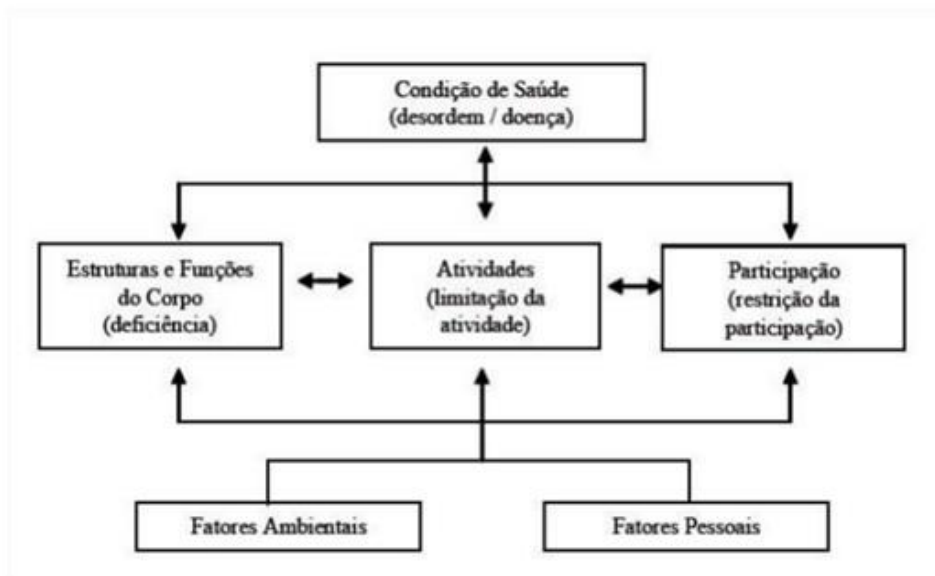 Condição de Saúde
(desordem / doença)
Estruturas e Funções
do Corpo
(deficiência)
Atividades
(limitação da
atividade)
Participação
(restrição da
participação)
Fatores Ambientais
Fatores Pessoais